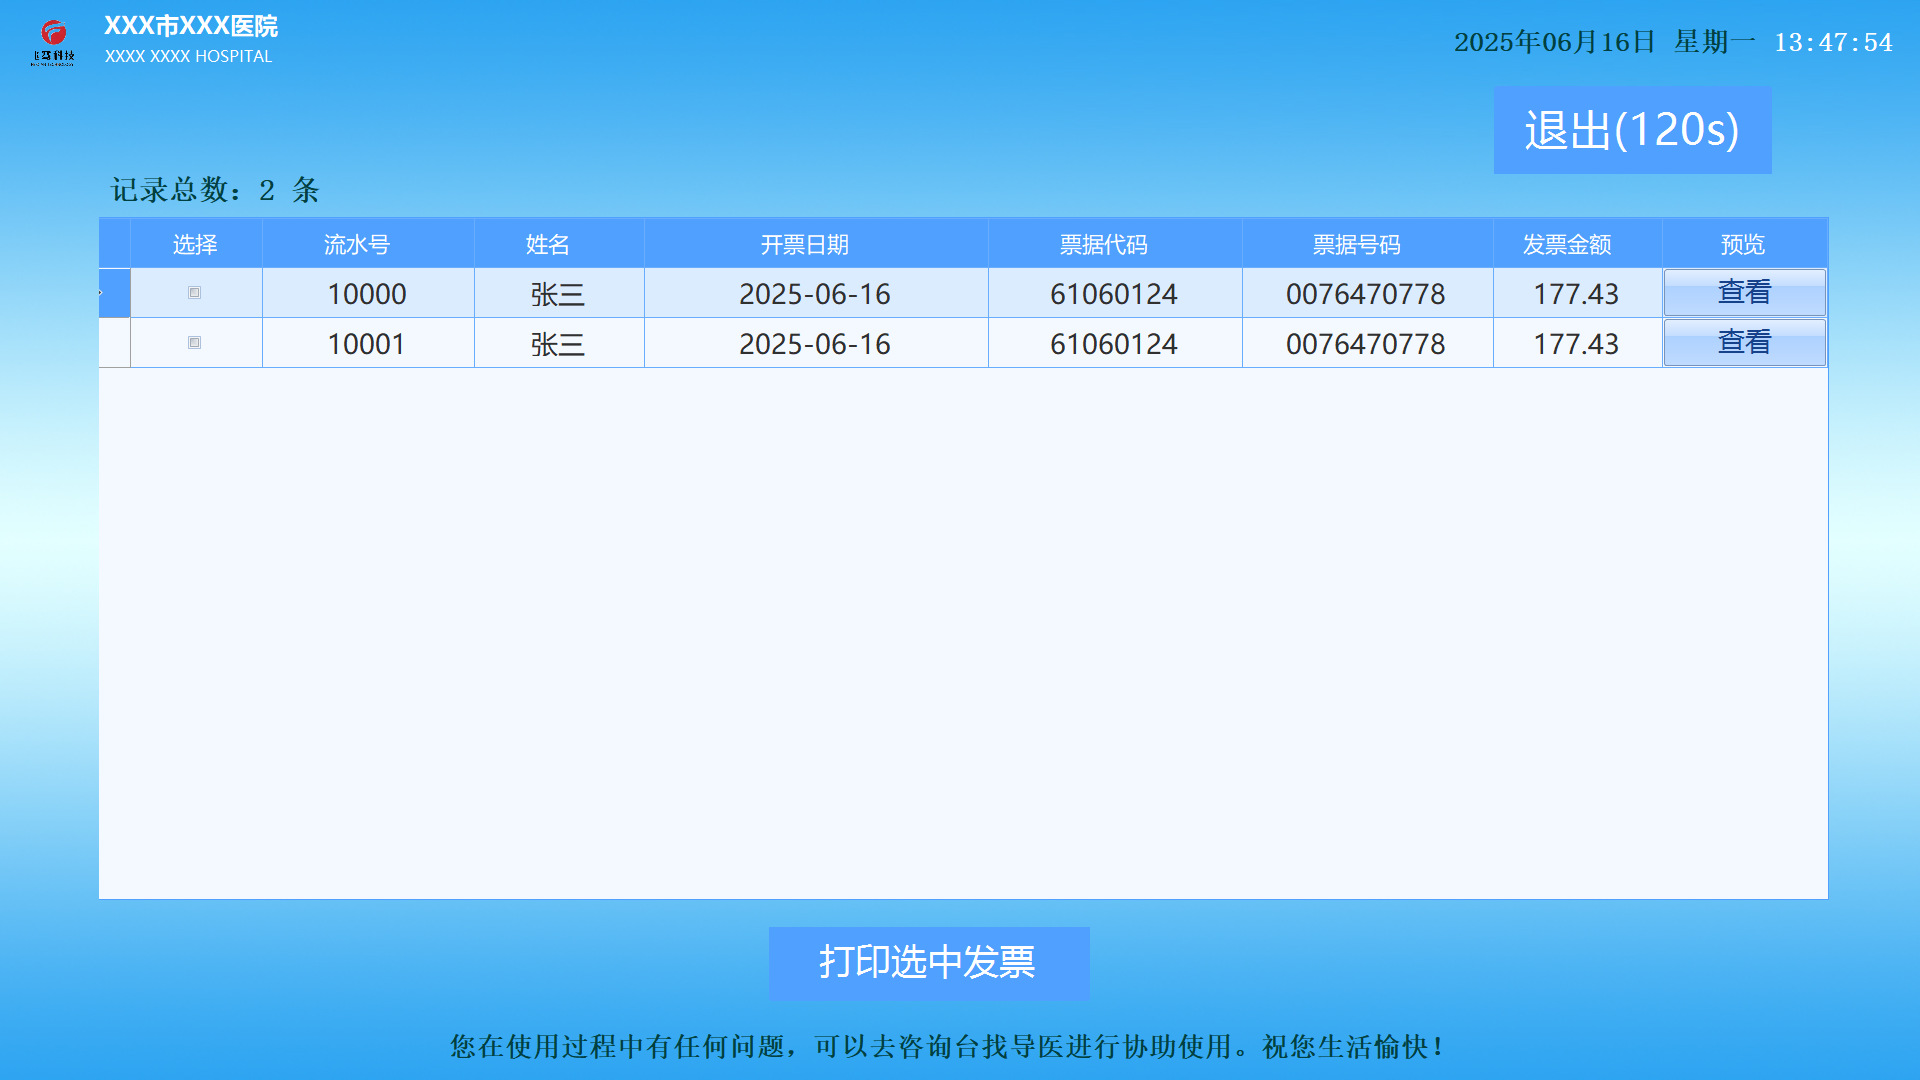 XXX市XXX医院
XXXX XXXX HOSPITAL
2025年06月16日 星期一 13:47:54
退出(120s)
记录总数：2 条
选择 流水号 姓名 开票日期 票据代码 票据号码 发票金额 预览
10000 张三 2025-06-16 61060124 0076470778 177.43 查看
10001 张三 2025-06-16 61060124 0076470778 177.43 查看
打印选中发票
您在使用过程中有任何问题，可以去咨询台找导医进行协助使用。祝您生活愉快！